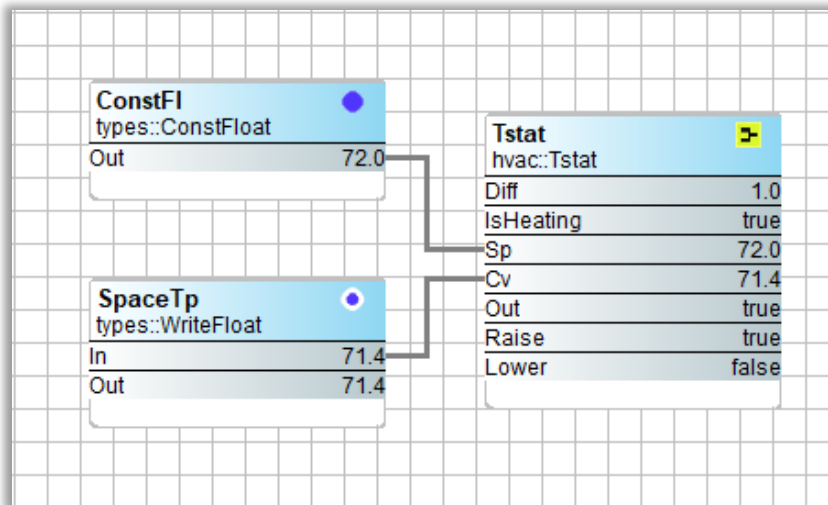 ConstFl
types::ConstFloat
Out 72.0
SpaceTp
types::WriteFloat
In 71.4
Out 71.4
Tstat
hvac::Tstat
Diff 1.0
IsHeating true
Sp 72.0
Cv 71.4
Out true
Raise true
Lower false